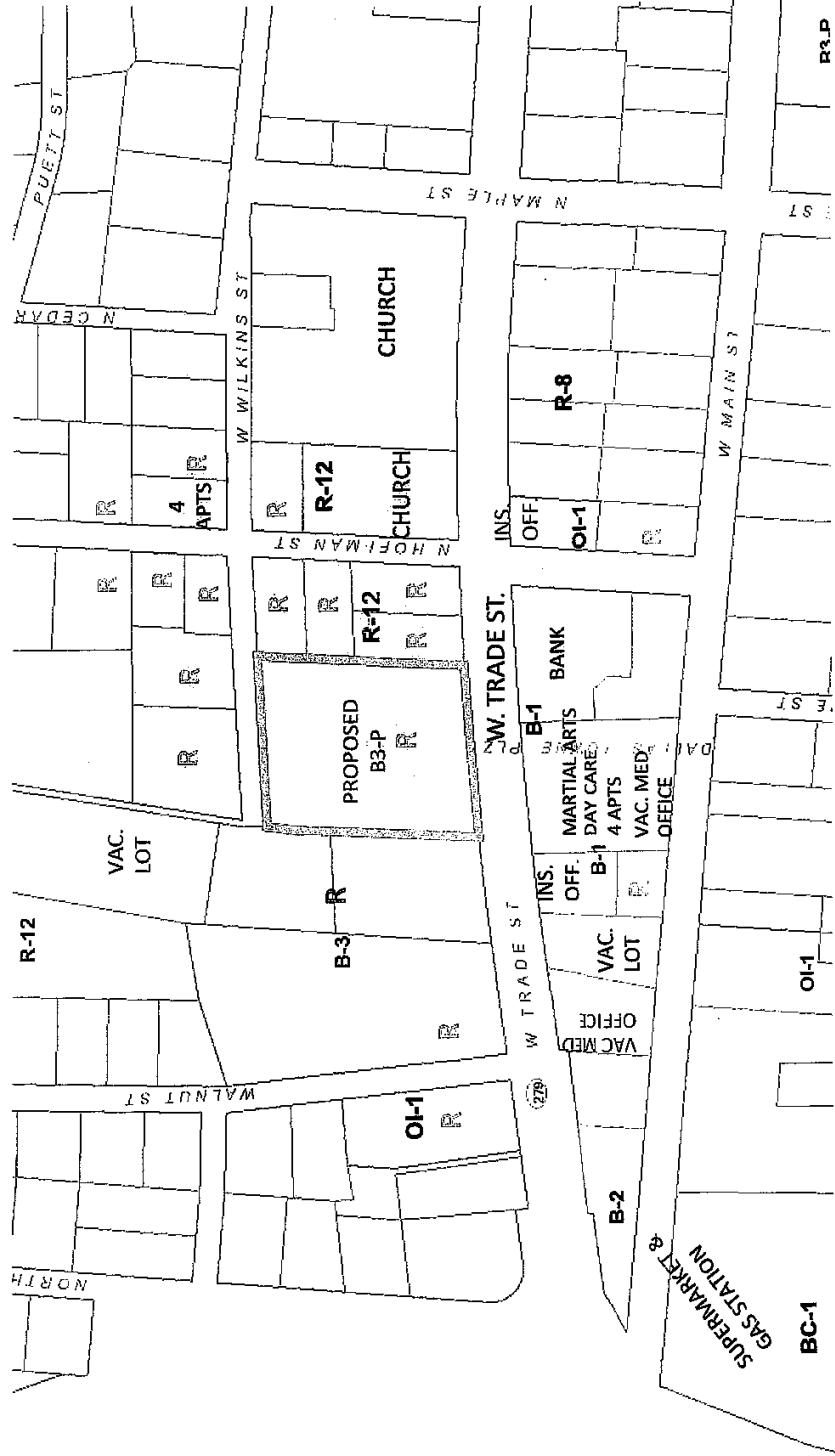 PUETT ST
R3-P
N MAPLE ST
ST
N CEDAR
W WILKINS ST
CHURCH
R-8
W MAIN ST
R
4
APTS
R
R
R-12
CHURCH
N HOFFMAN ST
INS.
OFF.
OI-1
R
R
R
R
R
R
R-12
R
R
W. TRADE ST.
BANK
B-1
R
R
PROPOSED
B3-P
R
PLZ
MARTIAL ARTS
DAY CARE
4 APTS
VAC. MED
OFFICE
E ST
VAC.
LOT
R
B-3
R-12
R
INS.
OFF.
B-1
R
W TRADE ST
VAC.
LOT
OI-1
VAC MED
OFFICE
WALNUT ST
279
OI-1
R
B-2
NORTH
SUPERMARKET &
GAS STATION
BC-1